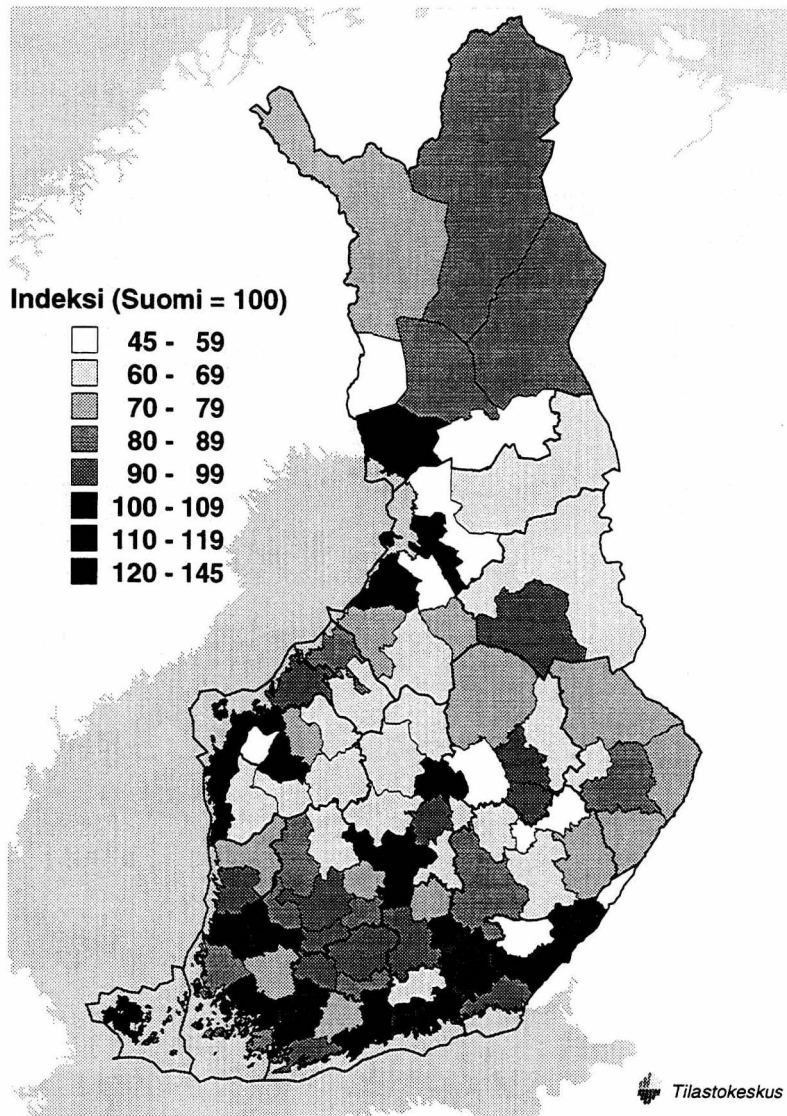 Indeksi (Suomi = 100)
45 - 59
60 - 69
70 - 79
80 - 89
90 - 99
100 - 109
110 - 119
120 - 145
Tilastokeskus